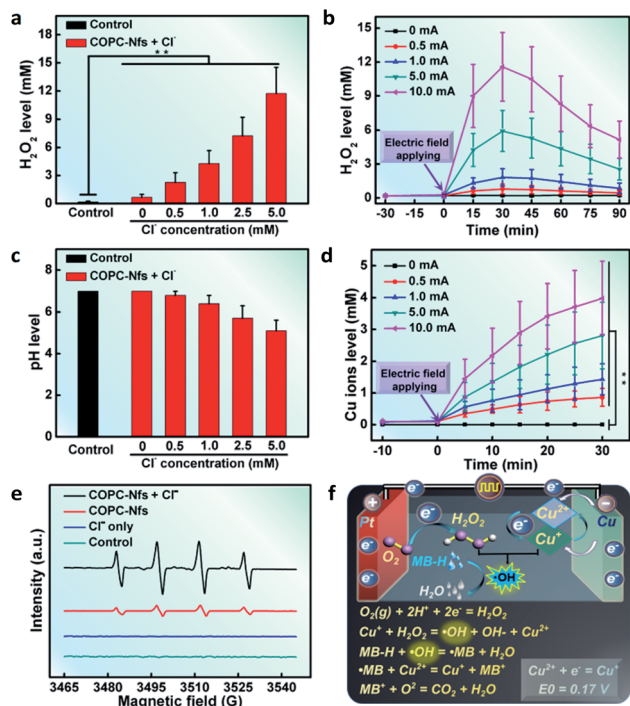 a
Control
COPC-Nfs + Cl⁻
**
H₂O₂ level (mM)
18
15
12
9
6
3
0
Control
0 0.5 1.0 2.5 5.0
Cl⁻ concentration (mM)
b
0 mA
0.5 mA
1.0 mA
5.0 mA
10.0 mA
H₂O₂ level (mM)
15
12
9
6
3
0
Electric field
applying
-30 0 15 30 45 60 75 90
Time (min)
c
Control
COPC-Nfs + Cl⁻
pH level
8
6
4
2
0
Control
0 0.5 1.0 2.5 5.0
Cl⁻ concentration (mM)
d
0 mA
0.5 mA
1.0 mA
5.0 mA
10.0 mA
**
Cu ions level (mM)
6
5
4
3
2
1
0
Electric field
applying
-10 0 10 20 30
Time (min)
e
COPC-Nfs + Cl⁻
COPC-Nfs
Cl⁻ only
Control
Intensity (a.u.)
3465 3480 3495 3510 3525 3540
Magnetic field (G)
f
+ e⁻ e⁻ −
Pt e⁻ H₂O₂ e⁻ Cu²⁺ Cu
e⁻ O₂ MB-H Cu⁺ e⁻
e⁻ H₂O •OH e⁻
O₂(g) + 2H⁺ + 2e⁻ = H₂O₂
Cu⁺ + H₂O₂ = •OH + OH- + Cu²⁺
MB-H + •OH = •MB + H₂O
•MB + Cu²⁺ = Cu⁺ + MB⁺
MB⁺ + O² = CO₂ + H₂O
Cu²⁺ + e⁻ = Cu⁺
E0 = 0.17 V